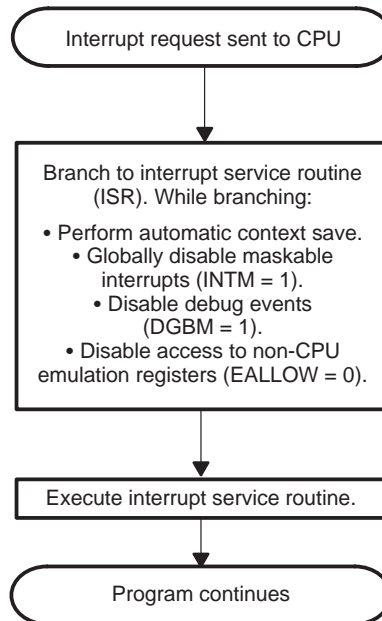 Interrupt request sent to CPU
Branch to interrupt service routine
(ISR). While branching:
• Perform automatic context save.
• Globally disable maskable
interrupts (INTM = 1).
• Disable debug events
(DGBM = 1).
• Disable access to non-CPU
emulation registers (EALLOW = 0).
Execute interrupt service routine.
Program continues